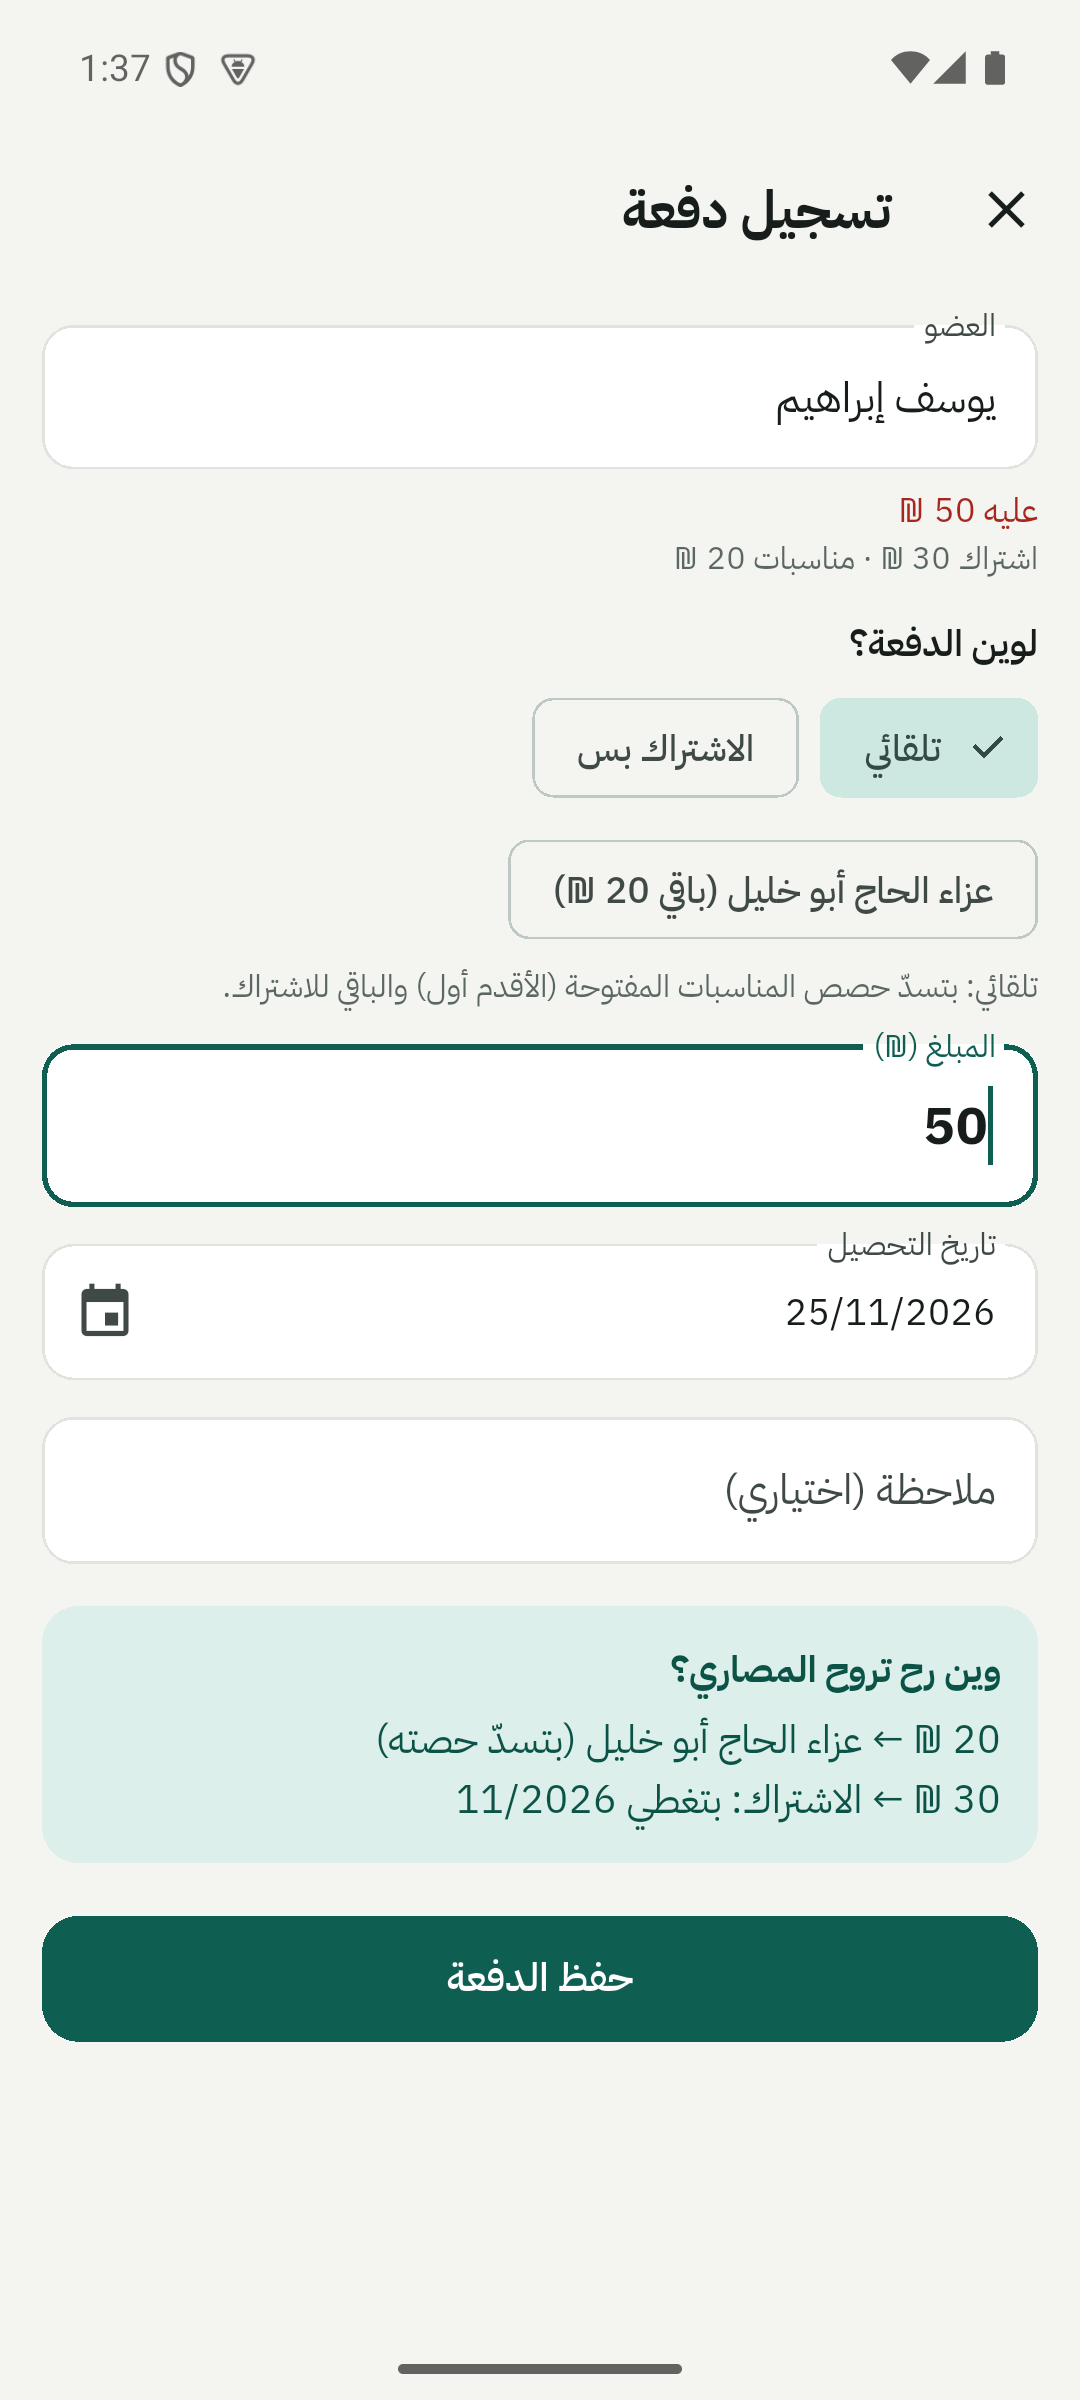 1:37
تسجيل دفعة
العضو
يوسف إبراهيم
عليه 50 ₪
اشتراك 30 ₪ · مناسبات 20 ₪
لوين الدفعة؟
تلقائي
الاشتراك بس
عزاء الحاج أبو خليل (باقي 20 ₪)
تلقائي: بتسدّ حصص المناسبات المفتوحة (الأقدم أول) والباقي للاشتراك.
المبلغ (₪)
50
تاريخ التحصيل
25/11/2026
ملاحظة (اختياري)
وين رح تروح المصاري؟
20 ₪ ← عزاء الحاج أبو خليل (بتسدّ حصته)
30 ₪ ← الاشتراك: بتغطي 11/2026
حفظ الدفعة